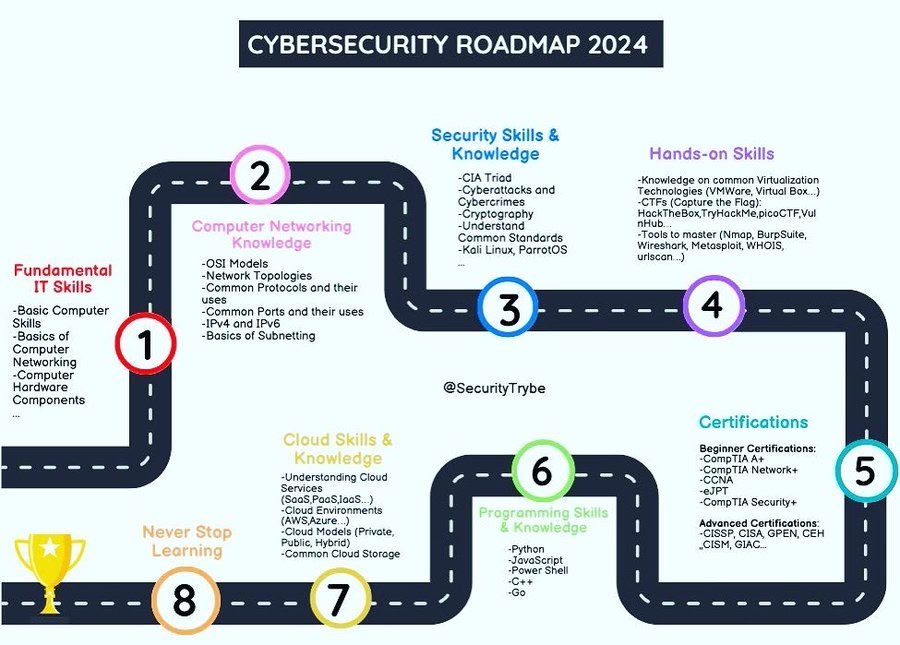 CYBERSECURITY ROADMAP 2024
1
Fundamental
IT Skills
-Basic Computer
Skills
-Basics of
Computer
Networking
-Computer
Hardware
Components
...
2
Computer Networking
Knowledge
-OSI Models
-Network Topologies
-Common Protocols and their
uses
-Common Ports and their uses
-IPv4 and IPv6
-Basics of Subnetting
Security Skills &
Knowledge
-CIA Triad
-Cyberattacks and
Cybercrimes
-Cryptography
-Understand
Common Standards
-Kali Linux, ParrotOS
...
3
Hands-on Skills
-Knowledge on common Virtualization
Technologies (VMWare, Virtual Box...)
-CTFs (Capture the Flag):
HackTheBox,TryHackMe,picoCTF,Vul
nHub...
-Tools to master (Nmap, BurpSuite,
Wireshark, Metasploit, WHOIS,
urlscan...)
4
@SecurityTrybe
Certifications
Beginner Certifications:
-CompTIA A+
-CompTIA Network+
-CCNA
-eJPT
-CompTIA Security+
Advanced Certifications:
-CISSP, CISA, GPEN, CEH
,,CISM, GIAC...
5
6
Programming Skills
& Knowledge
-Python
-JavaScript
-Power Shell
-C++
-Go
Cloud Skills &
Knowledge
-Understanding Cloud
Services
(SaaS,PaaS,IaaS...)
-Cloud Environments
(AWS,Azure...)
-Cloud Models (Private,
Public, Hybrid)
-Common Cloud Storage
7
Never Stop
Learning
8